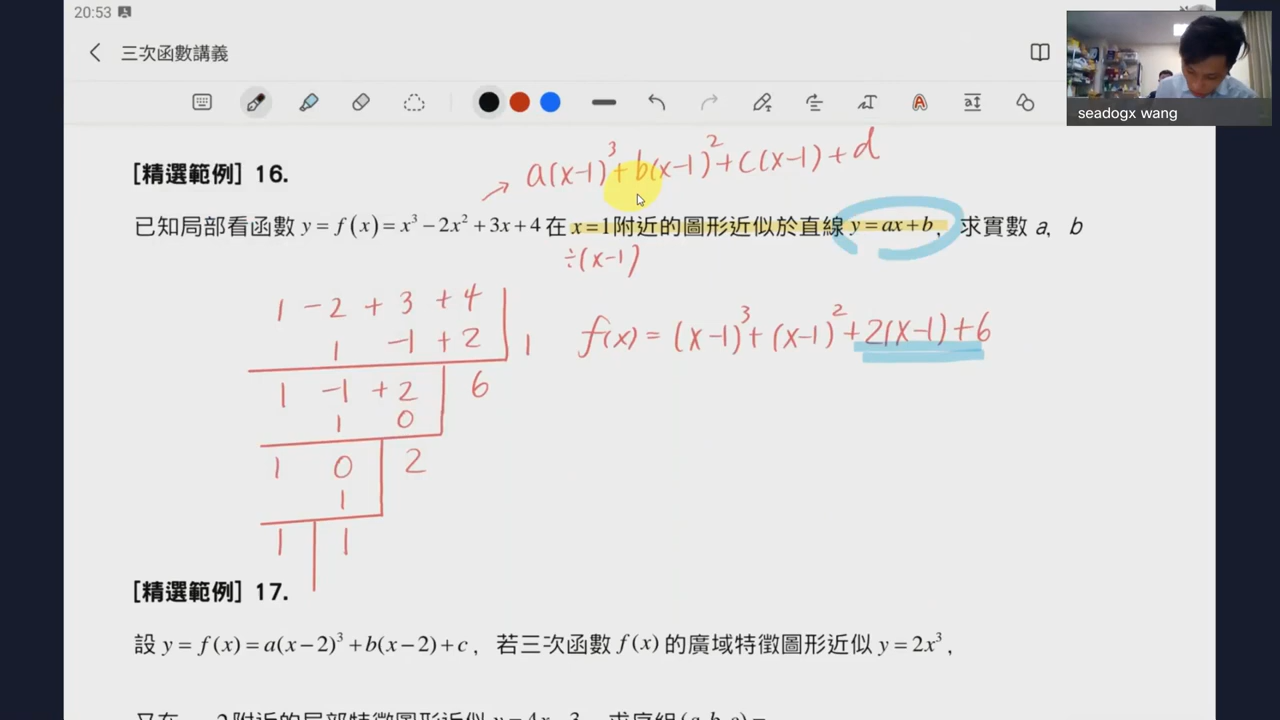 20:53
三次函數講義
seadogx wang
a(x-1)³+b(x-1)²+c(x-1)+d
[精選範例] 16.
已知局部看函數 y = f(x) = x³ − 2x² + 3x + 4 在 x = 1 附近的圖形近似於直線 y = ax + b, 求實數 a, b
÷(x-1)
1 -2 +3 +4
1 -1 +2 1
f(x) = (x-1)³+(x-1)²+2(x-1)+6
1 -1 +2 6
1 0
1 0 2
1
1 1
[精選範例] 17.
設 y = f(x) = a(x − 2)³ + b(x − 2) + c, 若三次函數 f(x) 的廣域特徵圖形近似 y = 2x³,